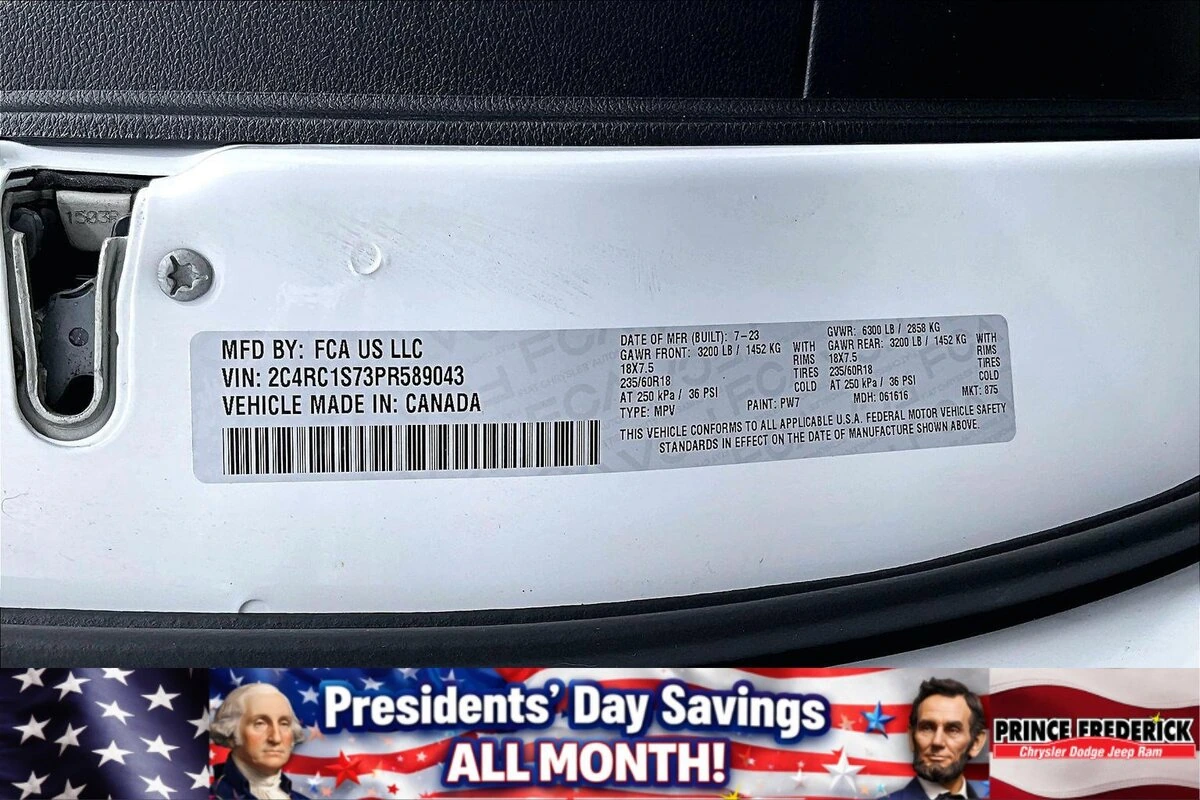 1503P
MFD BY: FCA US LLC
VIN: 2C4RC1S73PR589043
VEHICLE MADE IN: CANADA
DATE OF MFR (BUILT): 7-23 GVWR: 6300 LB / 2858 KG
GAWR FRONT: 3200 LB / 1452 KG WITH GAWR REAR: 3200 LB / 1452 KG WITH
18X7.5 RIMS 18X7.5 RIMS
235/60R18 TIRES 235/60R18 TIRES
AT 250 kPa / 36 PSI COLD AT 250 kPa / 36 PSI COLD
TYPE: MPV PAINT: PW7 MDH: 061616 MKT: 875
THIS VEHICLE CONFORMS TO ALL APPLICABLE U.S.A. FEDERAL MOTOR VEHICLE SAFETY
STANDARDS IN EFFECT ON THE DATE OF MANUFACTURE SHOWN ABOVE.
Presidents' Day Savings
ALL MONTH!
PRINCE FREDERICK
Chrysler Dodge Jeep Ram